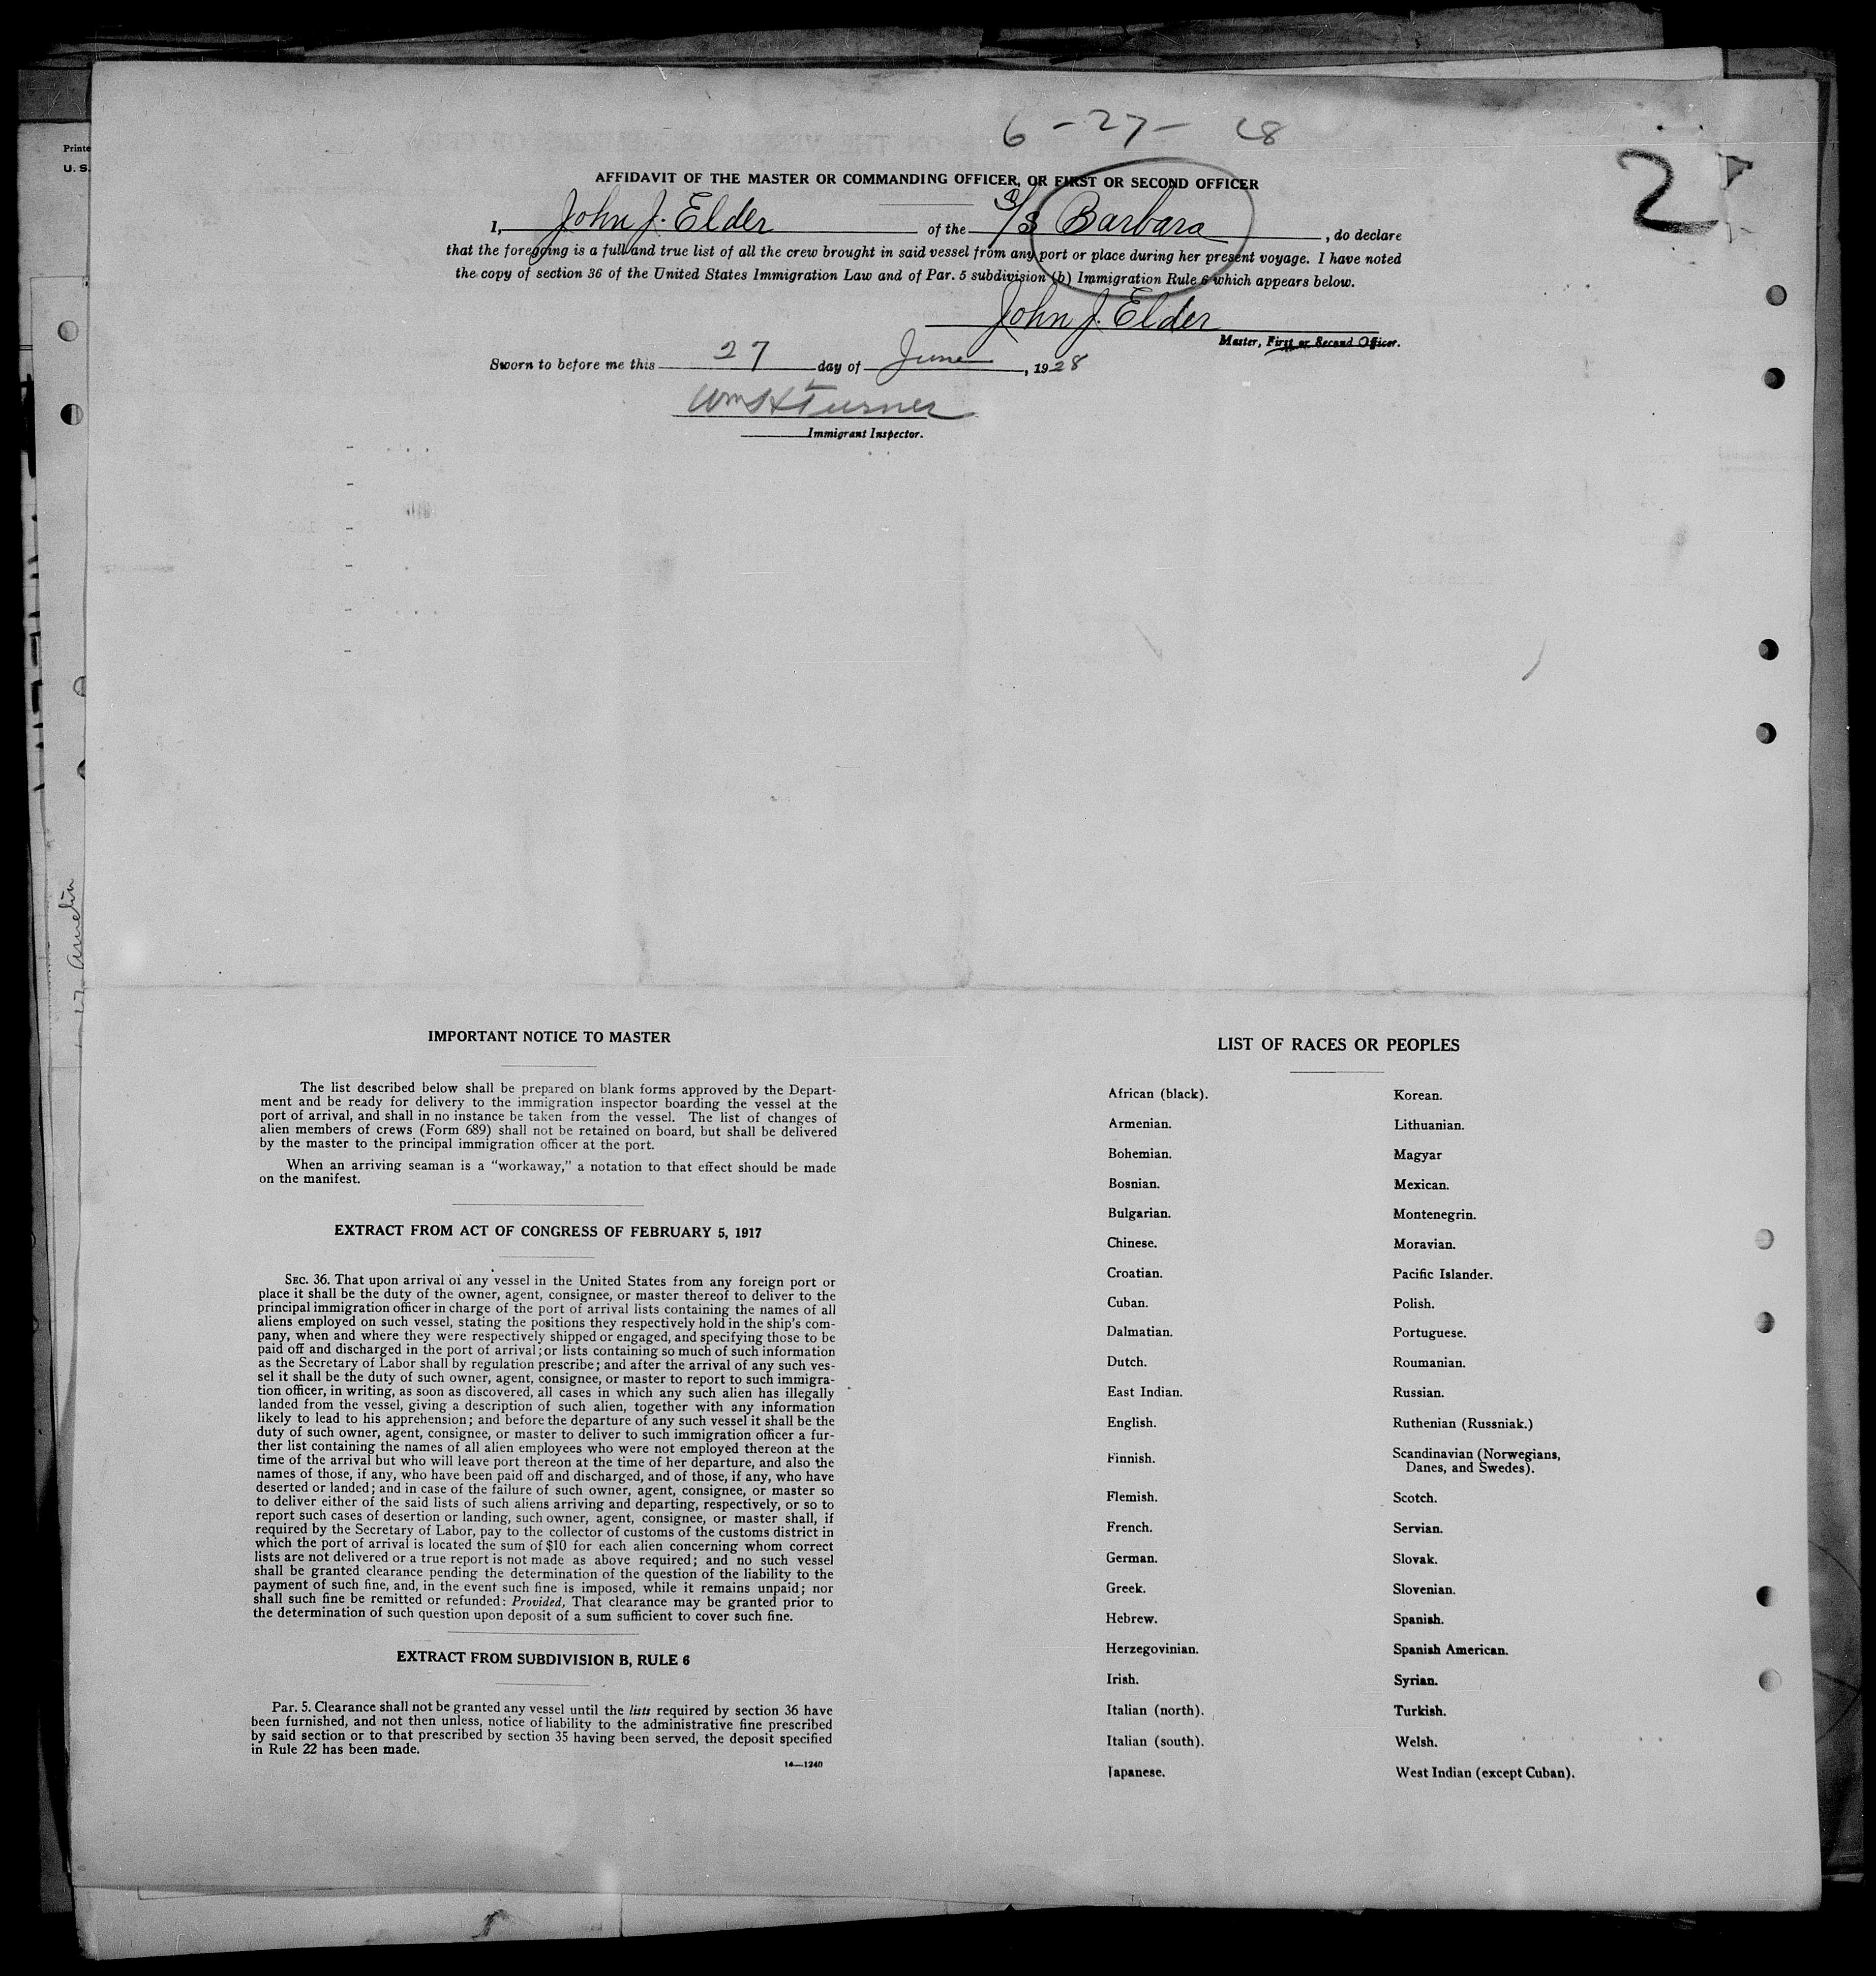 6 - 27 - 28
2
Printe
U. S.
AFFIDAVIT OF THE MASTER OR COMMANDING OFFICER, OR FIRST OR SECOND OFFICER
I, John J. Elder of the S/S Barbara, do declare
that the foregoing is a full and true list of all the crew brought in said vessel from any port or place during her present voyage. I have noted
the copy of section 36 of the United States Immigration Law and of Par. 5 subdivision (b) Immigration Rule 6 which appears below.
John J. Elder
Master, First or Second Officer.
Sworn to before me this 27 day of June, 1928
Wm H Turner
Immigrant Inspector.
IMPORTANT NOTICE TO MASTER
The list described below shall be prepared on blank forms approved by the Depart-
ment and be ready for delivery to the immigration inspector boarding the vessel at the
port of arrival, and shall in no instance be taken from the vessel. The list of changes of
alien members of crews (Form 689) shall not be retained on board, but shall be delivered
by the master to the principal immigration officer at the port.
When an arriving seaman is a "workaway," a notation to that effect should be made
on the manifest.
EXTRACT FROM ACT OF CONGRESS OF FEBRUARY 5, 1917
SEC. 36. That upon arrival of any vessel in the United States from any foreign port or
place it shall be the duty of the owner, agent, consignee, or master thereof to deliver to the
principal immigration officer in charge of the port of arrival lists containing the names of all
aliens employed on such vessel, stating the positions they respectively hold in the ship's com-
pany, when and where they were respectively shipped or engaged, and specifying those to be
paid off and discharged in the port of arrival; or lists containing so much of such information
as the Secretary of Labor shall by regulation prescribe; and after the arrival of any such ves-
sel it shall be the duty of such owner, agent, consignee, or master to report to such immigra-
tion officer, in writing, as soon as discovered, all cases in which any such alien has illegally
landed from the vessel, giving a description of such alien, together with any information
likely to lead to his apprehension; and before the departure of any such vessel it shall be the
duty of such owner, agent, consignee, or master to deliver to such immigration officer a fur-
ther list containing the names of all alien employees who were not employed thereon at the
time of the arrival but who will leave port thereon at the time of her departure, and also the
names of those, if any, who have been paid off and discharged, and of those, if any, who have
deserted or landed; and in case of the failure of such owner, agent, consignee, or master so
to deliver either of the said lists of such aliens arriving and departing, respectively, or so to
report such cases of desertion or landing, such owner, agent, consignee, or master shall, if
required by the Secretary of Labor, pay to the collector of customs of the customs district in
which the port of arrival is located the sum of $10 for each alien concerning whom correct
lists are not delivered or a true report is not made as above required; and no such vessel
shall be granted clearance pending the determination of the question of the liability to the
payment of such fine, and, in the event such fine is imposed, while it remains unpaid; nor
shall such fine be remitted or refunded: Provided, That clearance may be granted prior to
the determination of such question upon deposit of a sum sufficient to cover such fine.
EXTRACT FROM SUBDIVISION B, RULE 6
Par. 5. Clearance shall not be granted any vessel until the lists required by section 36 have
been furnished, and not then unless, notice of liability to the administrative fine prescribed
by said section or to that prescribed by section 35 having been served, the deposit specified
in Rule 22 has been made.
14—1240
LIST OF RACES OR PEOPLES
African (black).
Armenian.
Bohemian.
Bosnian.
Bulgarian.
Chinese.
Croatian.
Cuban.
Dalmatian.
Dutch.
East Indian.
English.
Finnish.
Flemish.
French.
German.
Greek.
Hebrew.
Herzegovinian.
Irish.
Italian (north).
Italian (south).
Japanese.
Korean.
Lithuanian.
Magyar
Mexican.
Montenegrin.
Moravian.
Pacific Islander.
Polish.
Portuguese.
Roumanian.
Russian.
Ruthenian (Russniak.)
Scandinavian (Norwegians,
Danes, and Swedes).
Scotch.
Servian.
Slovak.
Slovenian.
Spanish.
Spanish American.
Syrian.
Turkish.
Welsh.
West Indian (except Cuban).